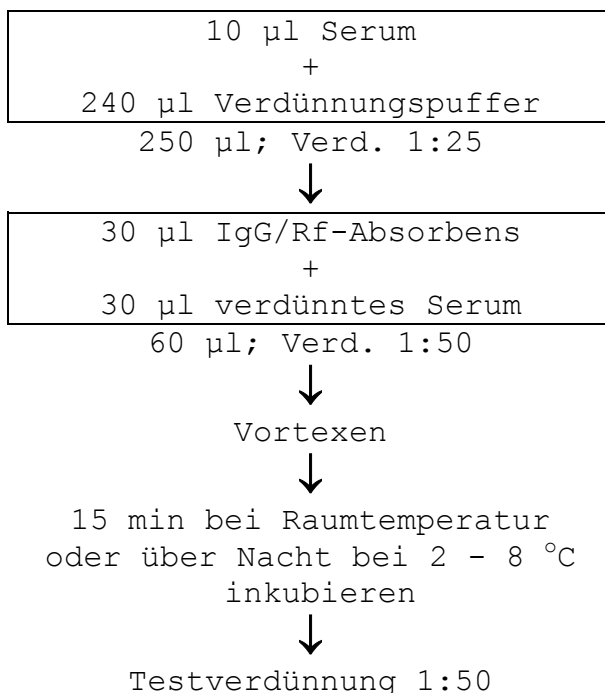 10 µl Serum
+
240 µl Verdünnungspuffer
250 µl; Verd. 1:25
↓
30 µl IgG/Rf-Absorbens
+
30 µl verdünntes Serum
60 µl; Verd. 1:50
↓
Vortexen
↓
15 min bei Raumtemperatur
oder über Nacht bei 2 - 8 °C
inkubieren
↓
Testverdünnung 1:50